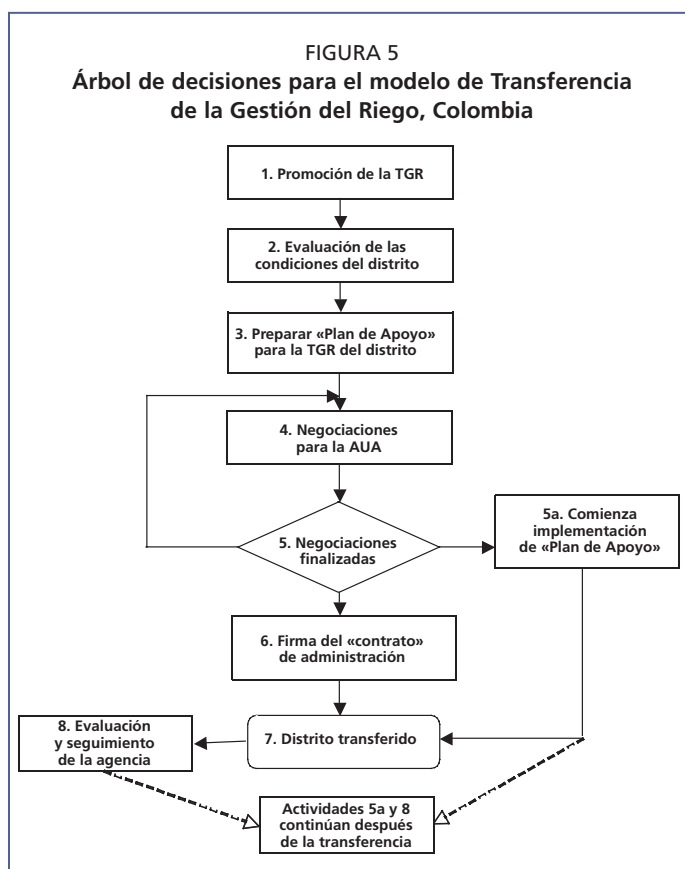 FIGURA 5
Árbol de decisiones para el modelo de Transferencia
de la Gestión del Riego, Colombia
1. Promoción de la TGR
2. Evaluación de las
condiciones del distrito
3. Preparar «Plan de Apoyo»
para la TGR del distrito
4. Negociaciones
para la AUA
5. Negociaciones
finalizadas
5a. Comienza
implementación
de «Plan de Apoyo»
6. Firma del «contrato»
de administración
7. Distrito transferido
8. Evaluación
y seguimiento
de la agencia
Actividades 5a y 8
continúan después
de la transferencia